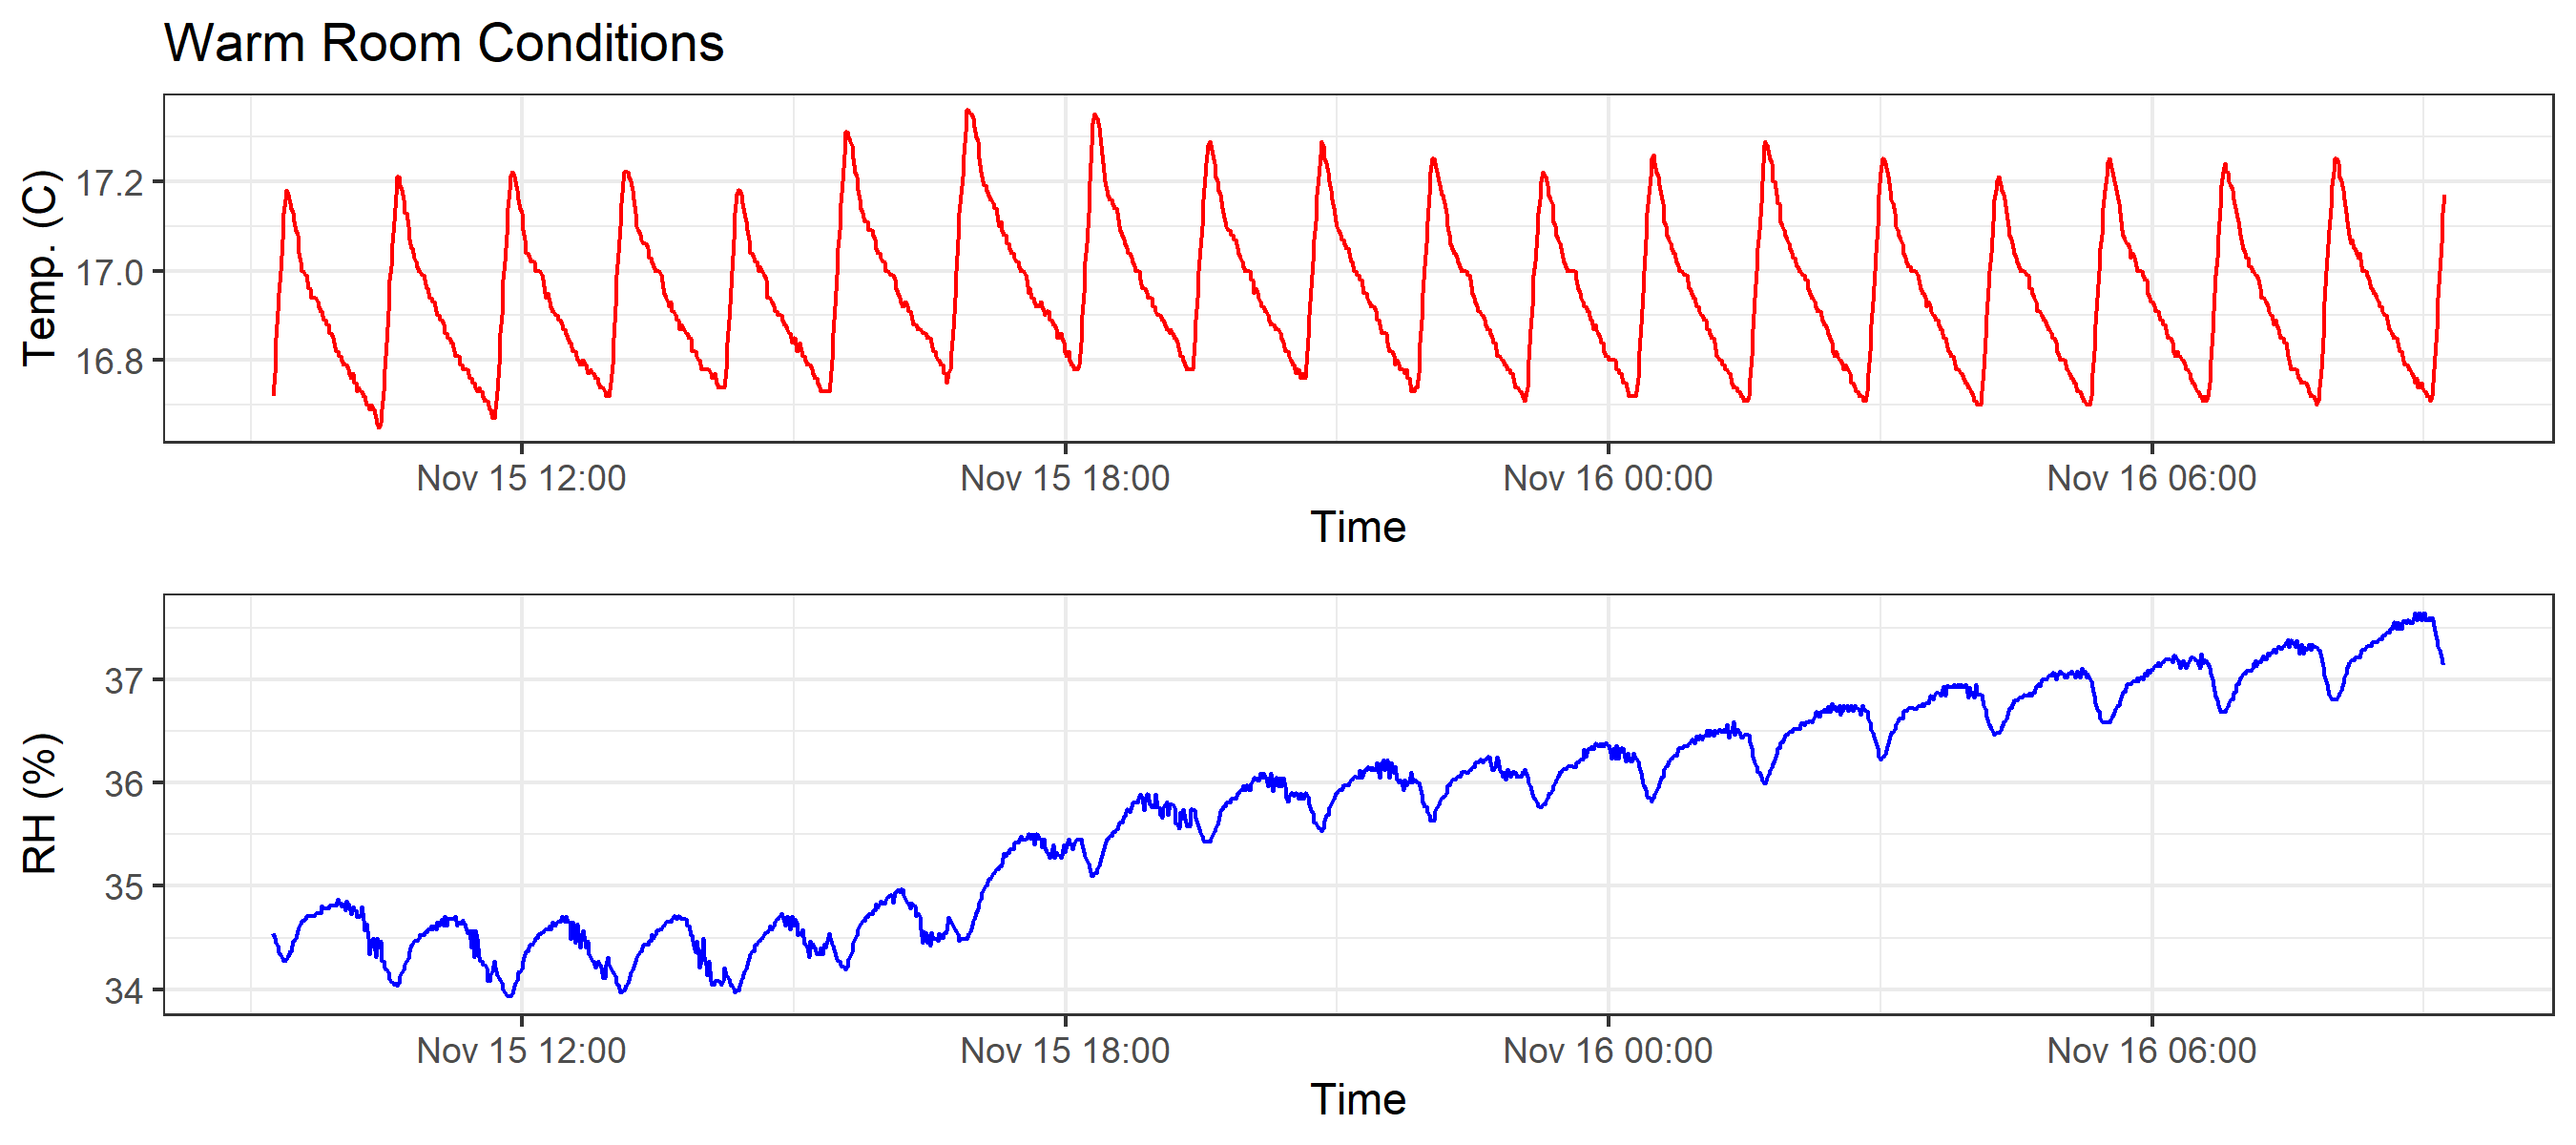 Warm Room Conditions
Temp. (C)
17.2
17.0
16.8
Nov 15 12:00 Nov 15 18:00 Nov 16 00:00 Nov 16 06:00
Time
RH (%)
37
36
35
34
Nov 15 12:00 Nov 15 18:00 Nov 16 00:00 Nov 16 06:00
Time